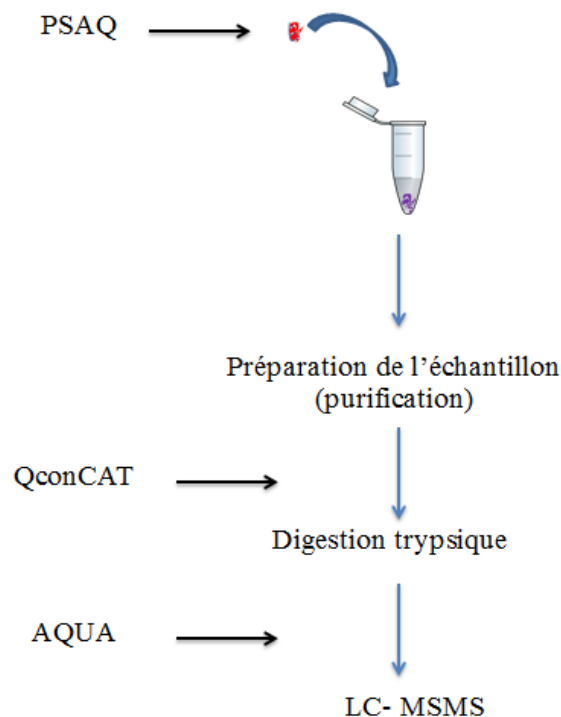 PSAQ
Préparation de l'échantillon
(purification)
QconCAT
Digestion trypsique
AQUA
LC- MSMS